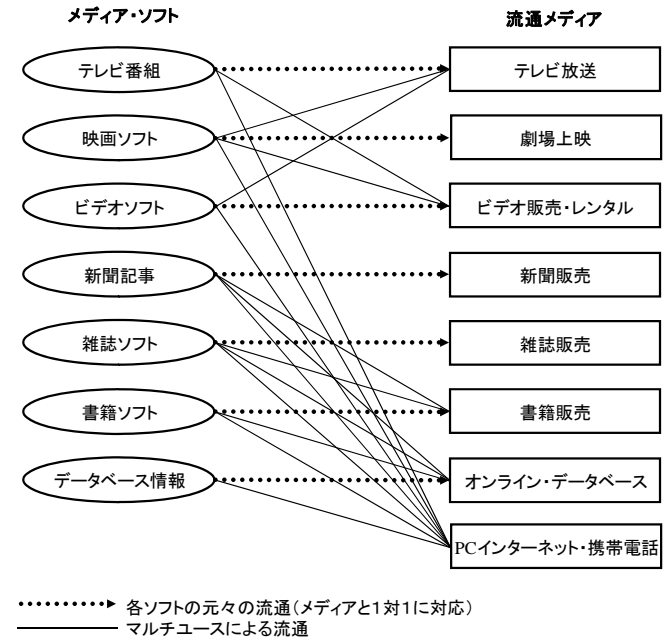 メディア・ソフト
流通メディア
テレビ番組
テレビ放送
映画ソフト
劇場上映
ビデオソフト
ビデオ販売・レンタル
新聞記事
新聞販売
雑誌ソフト
雑誌販売
書籍ソフト
書籍販売
データベース情報
オンライン・データベース
PCインターネット・携帯電話
各ソフトの元々の流通（メディアと１対１に対応）
マルチユースによる流通